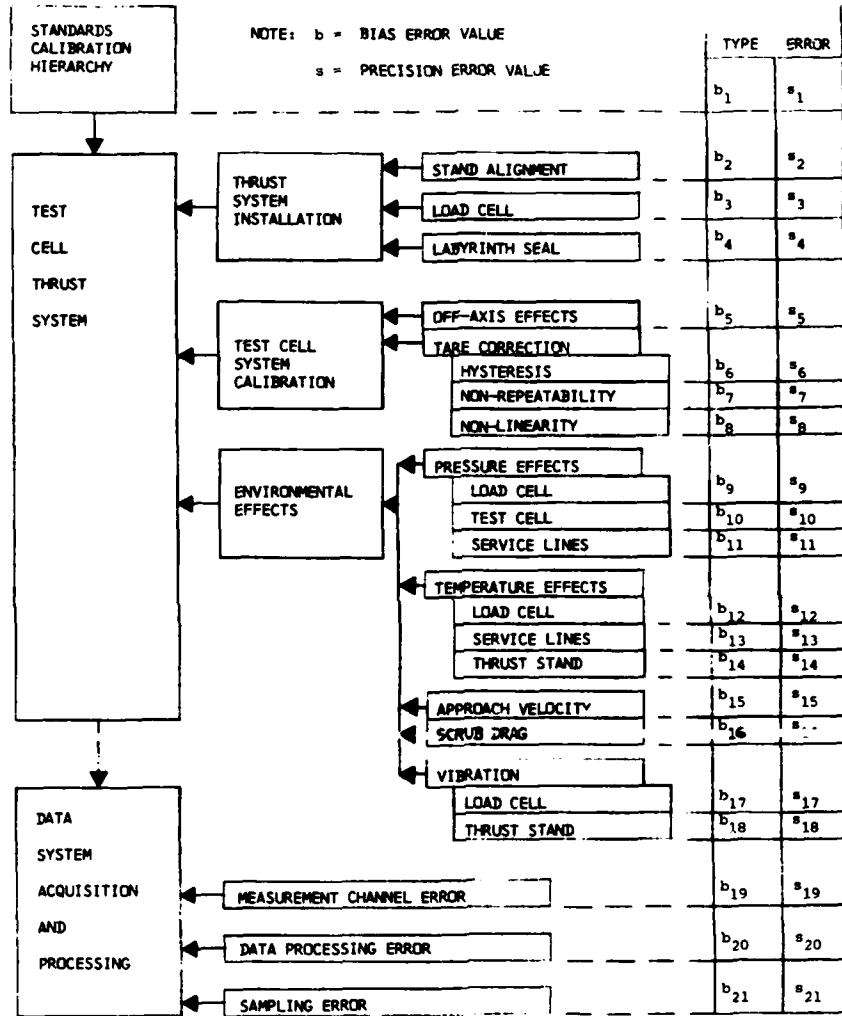 STANDARDS
CALIBRATION
HIERARCHY
NOTE: b = BIAS ERROR VALUE
s = PRECISION ERROR VALUE
TYPE ERROR
b1 s1
TEST
CELL
THRUST
SYSTEM
THRUST
SYSTEM
INSTALLATION
STAND ALIGNMENT b2 s2
LOAD CELL b3 s3
LABYRINTH SEAL b4 s4
TEST CELL
SYSTEM
CALIBRATION
OFF-AXIS EFFECTS b5 s5
TARE CORRECTION
HYSTERESIS b6 s6
NON-REPEATABILITY b7 s7
NON-LINEARITY b8 s8
ENVIRONMENTAL
EFFECTS
PRESSURE EFFECTS
LOAD CELL b9 s9
TEST CELL b10 s10
SERVICE LINES b11 s11
TEMPERATURE EFFECTS
LOAD CELL b12 s12
SERVICE LINES b13 s13
THRUST STAND b14 s14
APPROACH VELOCITY b15 s15
SCRUB DRAG b16 s
VIBRATION
LOAD CELL b17 s17
THRUST STAND b18 s18
DATA
SYSTEM
ACQUISITION
AND
PROCESSING
MEASUREMENT CHANNEL ERROR b19 s19
DATA PROCESSING ERROR b20 s20
SAMPLING ERROR b21 s21